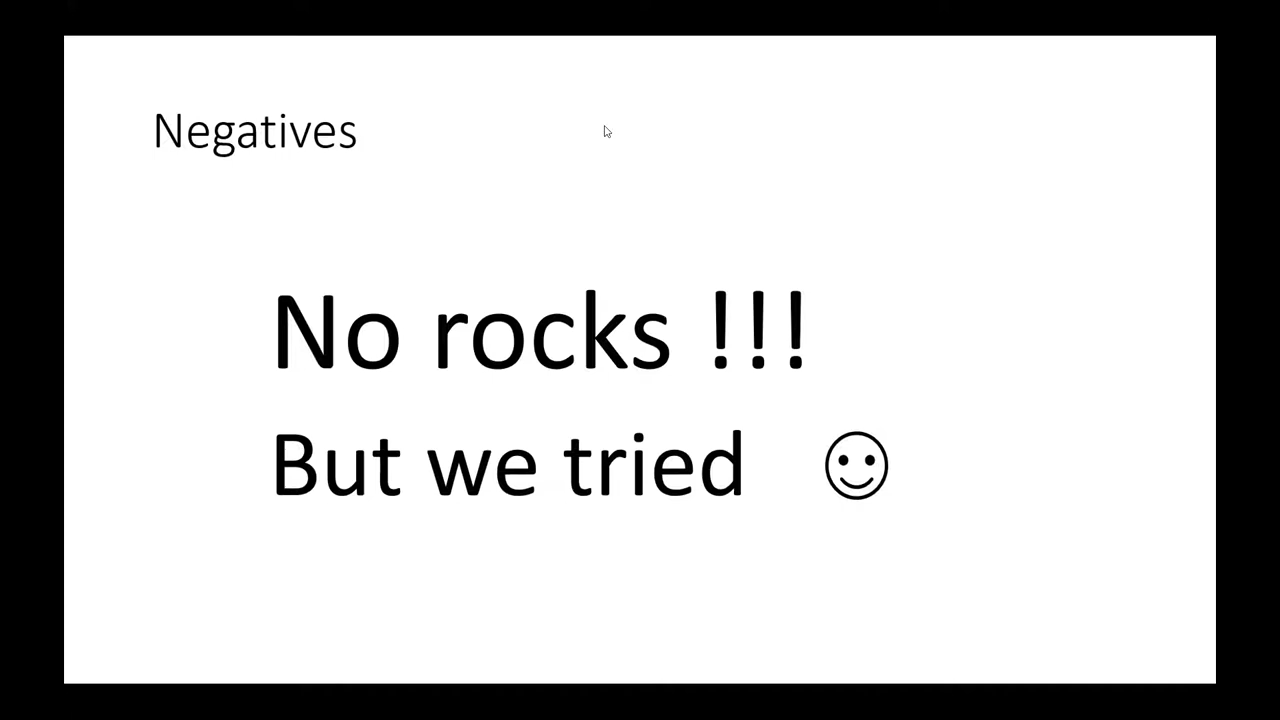 Negatives
No rocks !!!
But we tried ☺